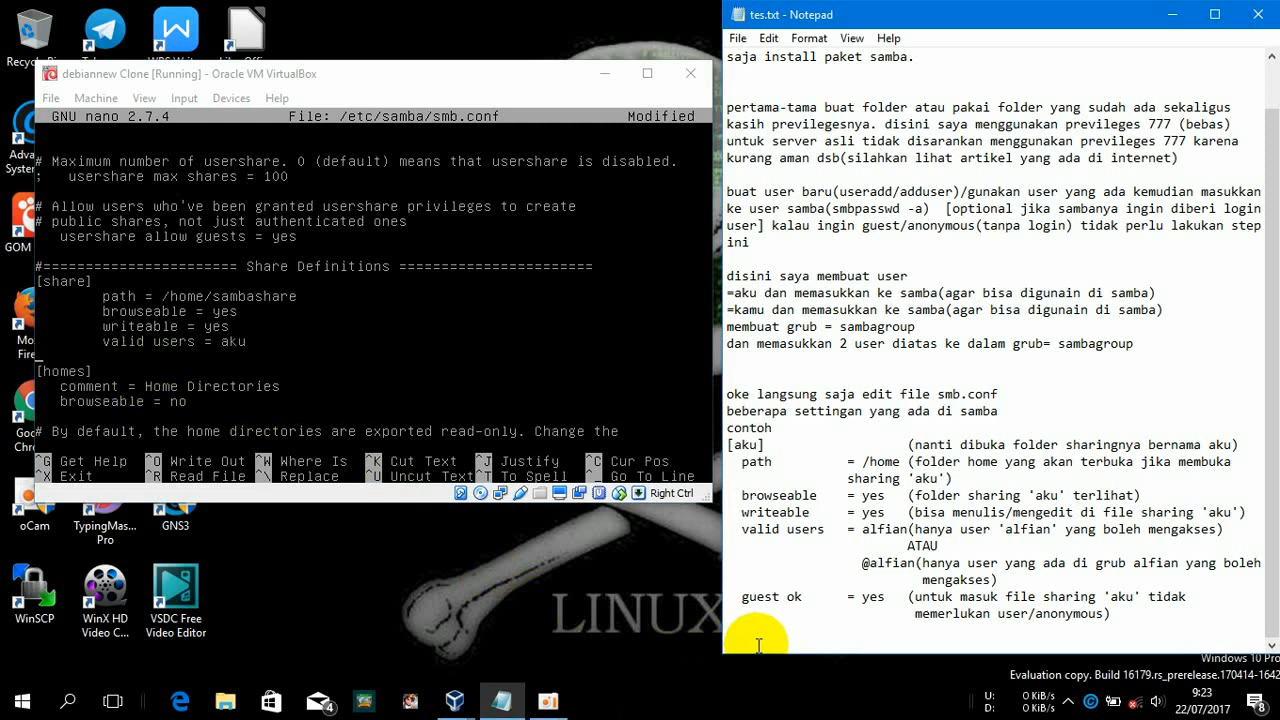 Recycle Bin
Telegram
WPS Writer
Adva
System
GOM
Mo
Fire
Goo
Chro
oCam
TypingMas...
Pro
GNS3
WinSCP
WinX HD
Video C...
VSDC Free
Video Editor
debiannew Clone [Running] - Oracle VM VirtualBox
File Machine View Input Devices Help
GNU nano 2.7.4 File: /etc/samba/smb.conf Modified
# Maximum number of usershare. 0 (default) means that usershare is disabled.
; usershare max shares = 100
# Allow users who've been granted usershare privileges to create
# public shares, not just authenticated ones
usershare allow guests = yes
#======================= Share Definitions =======================
[share]
path = /home/sambashare
browseable = yes
writeable = yes
valid users = aku
[homes]
comment = Home Directories
browseable = no
# By default, the home directories are exported read-only. Change the
^G Get Help ^O Write Out ^W Where Is ^K Cut Text ^J Justify ^C Cur Pos
^X Exit ^R Read File ^\ Replace ^U Uncut Text ^T To Spell ^_ Go To Line
Right Ctrl
tes.txt - Notepad
File Edit Format View Help
saja install paket samba.
pertama-tama buat folder atau pakai folder yang sudah ada sekaligus
kasih previlegesnya. disini saya menggunakan previleges 777 (bebas)
untuk server asli tidak disarankan menggunakan previleges 777 karena
kurang aman dsb(silahkan lihat artikel yang ada di internet)
buat user baru(useradd/adduser)/gunakan user yang ada kemudian masukkan
ke user samba(smbpasswd -a) [optional jika sambanya ingin diberi login
user] kalau ingin guest/anonymous(tanpa login) tidak perlu lakukan step
ini
disini saya membuat user
=aku dan memasukkan ke samba(agar bisa digunain di samba)
=kamu dan memasukkan ke samba(agar bisa digunain di samba)
membuat grub = sambagroup
dan memasukkan 2 user diatas ke dalam grub= sambagroup
oke langsung saja edit file smb.conf
beberapa settingan yang ada di samba
contoh
[aku] (nanti dibuka folder sharingnya bernama aku)
path = /home (folder home yang akan terbuka jika membuka
sharing 'aku')
browseable = yes (folder sharing 'aku' terlihat)
writeable = yes (bisa menulis/mengedit di file sharing 'aku')
valid users = alfian(hanya user 'alfian' yang boleh mengakses)
ATAU
@alfian(hanya user yang ada di grub alfian yang boleh
mengakses)
guest ok = yes (untuk masuk file sharing 'aku' tidak
memerlukan user/anonymous)
LINUX
Windows 10 Pro
Evaluation copy. Build 16179.rs_prerelease.170414-1642
4
U: 0 KiB/s
D: 0 KiB/s
9:23
22/07/2017
8